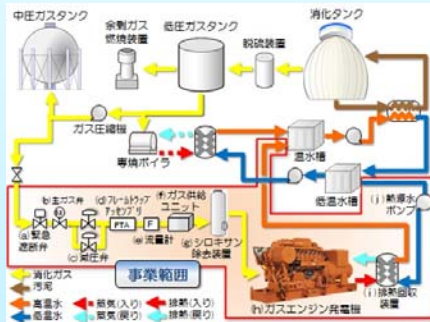 中圧ガスタンク
余剰ガス
燃焼装置
低圧ガスタンク
消化タンク
脱硫装置
ガス圧縮機
専焼ボイラ
温水槽
低温水槽
(j)熱源水
ポンプ
(a)緊急
遮断弁
(b)主ガス弁
(c)減圧弁
(d)フレームトラップ
アッセンブリ
FTA
F
(e)流量計
(f)ガス供給
ユニット
(g)シロキサン
除去装置
(h)ガスエンジン発電機
(i)排熱回収
装置
事業範囲
消化ガス
汚泥
高温水
低温水
蒸気(入り)
蒸気(戻り)
排熱(入り)
排熱(戻り)